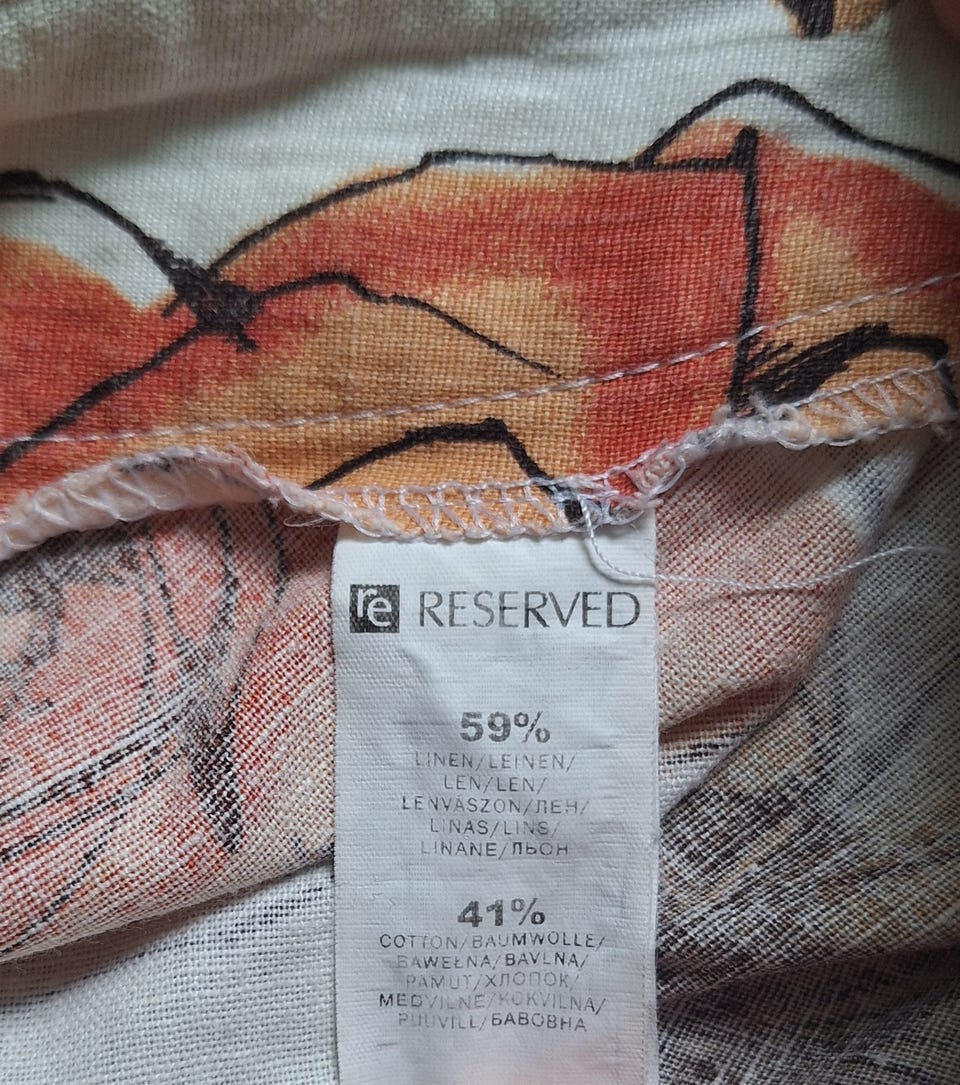 re RESERVED
59%
LINEN/LEINEN/
LEN/LEN/
LENVÁSZON/ЛЕН/
LINAS/LINS/
LINANE/ЛЬОН
41%
COTTON/BAUMWOLLE/
BAWEŁNA/BAVLNA/
PAMUT/ХЛОПОК/
MEDVILNE/KOKVILNA/
PUUVILL/БАВОВНА